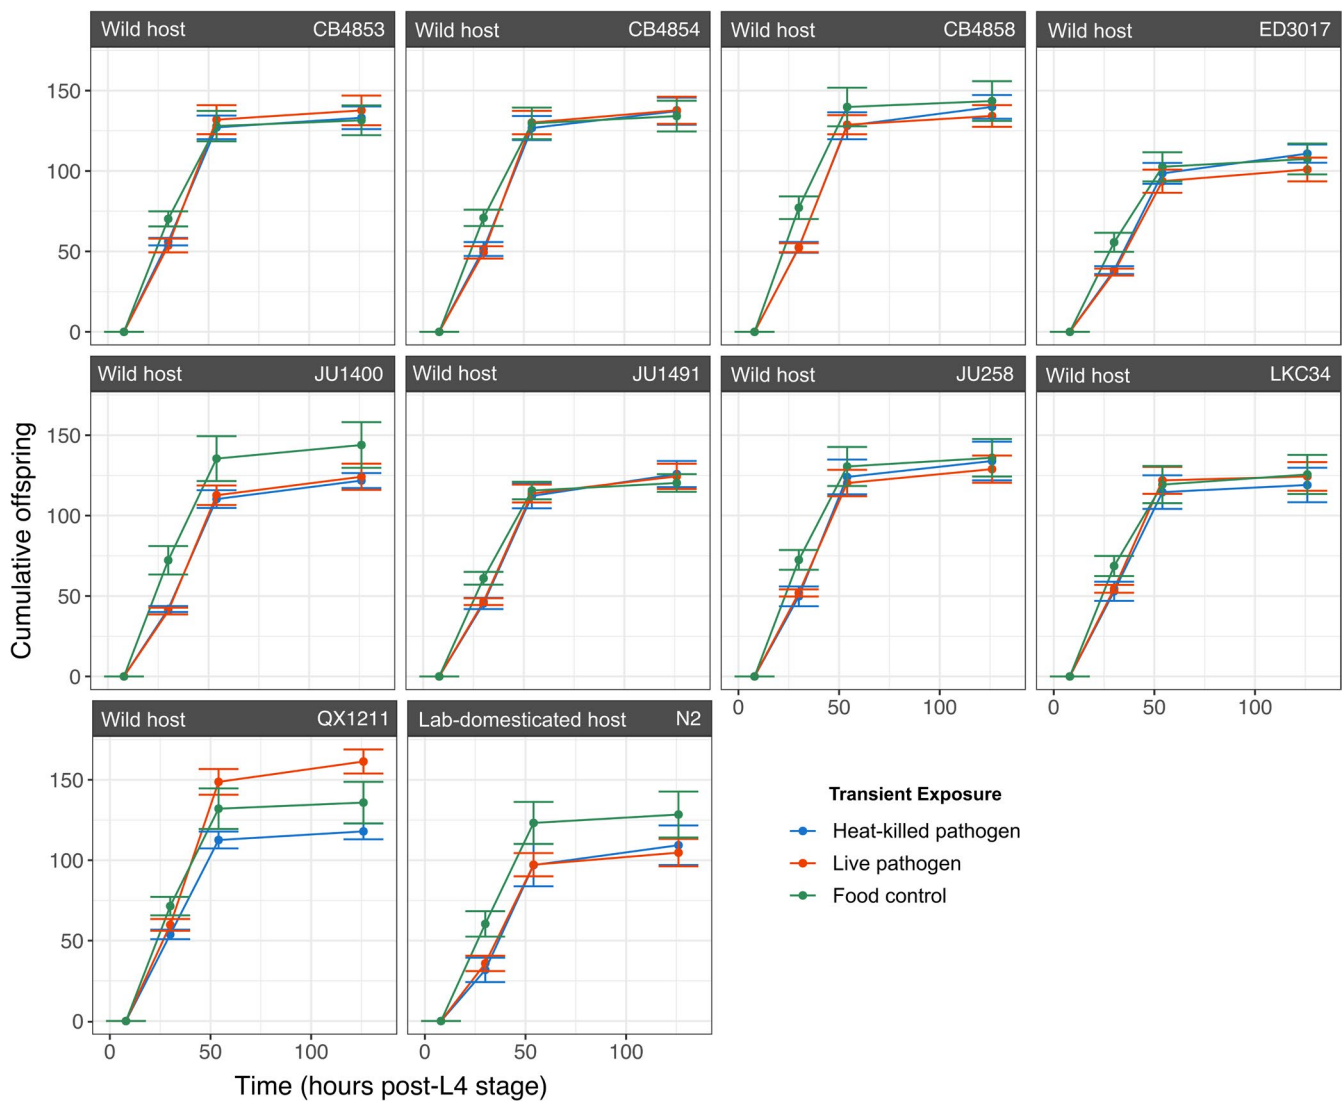 Wild host CB4853
Wild host CB4854
Wild host CB4858
Wild host ED3017
150
100
50
0
Wild host JU1400
Wild host JU1491
Wild host JU258
Wild host LKC34
150
100
50
0
Cumulative offspring
0 50 100
0 50 100
Wild host QX1211
Lab-domesticated host N2
150
100
50
0
0 50 100
0 50 100
Time (hours post-L4 stage)
Transient Exposure
Heat-killed pathogen
Live pathogen
Food control